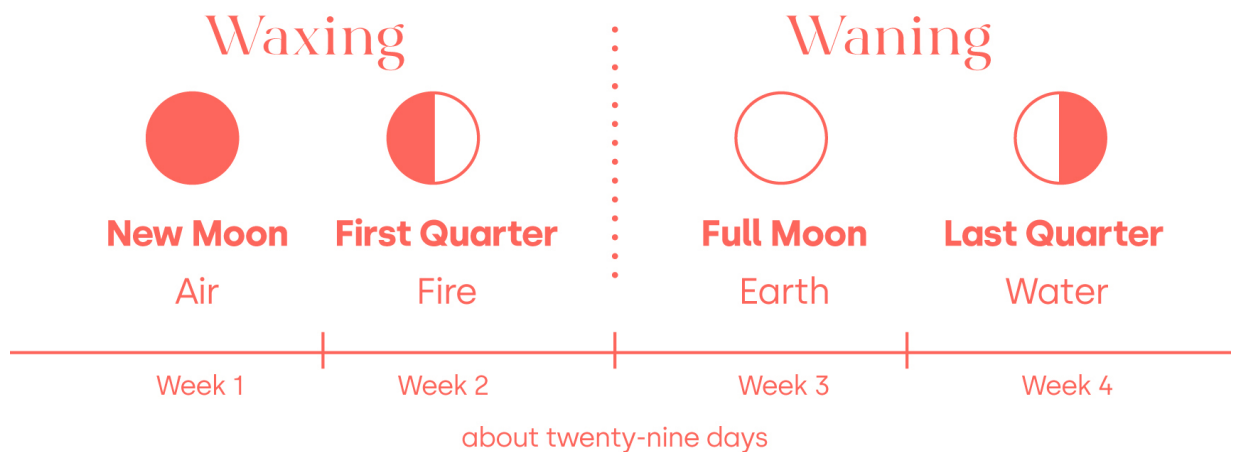 Waxing
Waning
New Moon
First Quarter
Full Moon
Last Quarter
Air
Fire
Earth
Water
Week 1
Week 2
Week 3
Week 4
about twenty-nine days